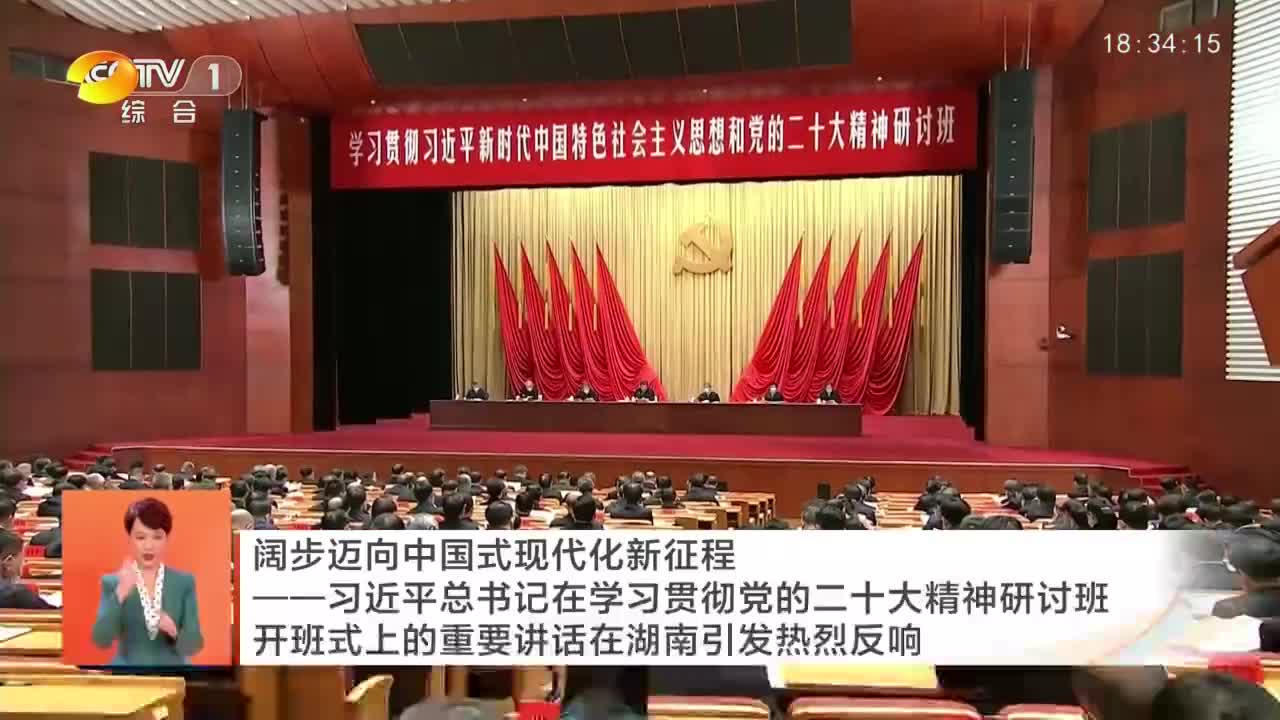 CCTV 1
综合
18:34:15
学习贯彻习近平新时代中国特色社会主义思想和党的二十大精神研讨班
阔步迈向中国式现代化新征程
——习近平总书记在学习贯彻党的二十大精神研讨班
开班式上的重要讲话在湖南引发热烈反响